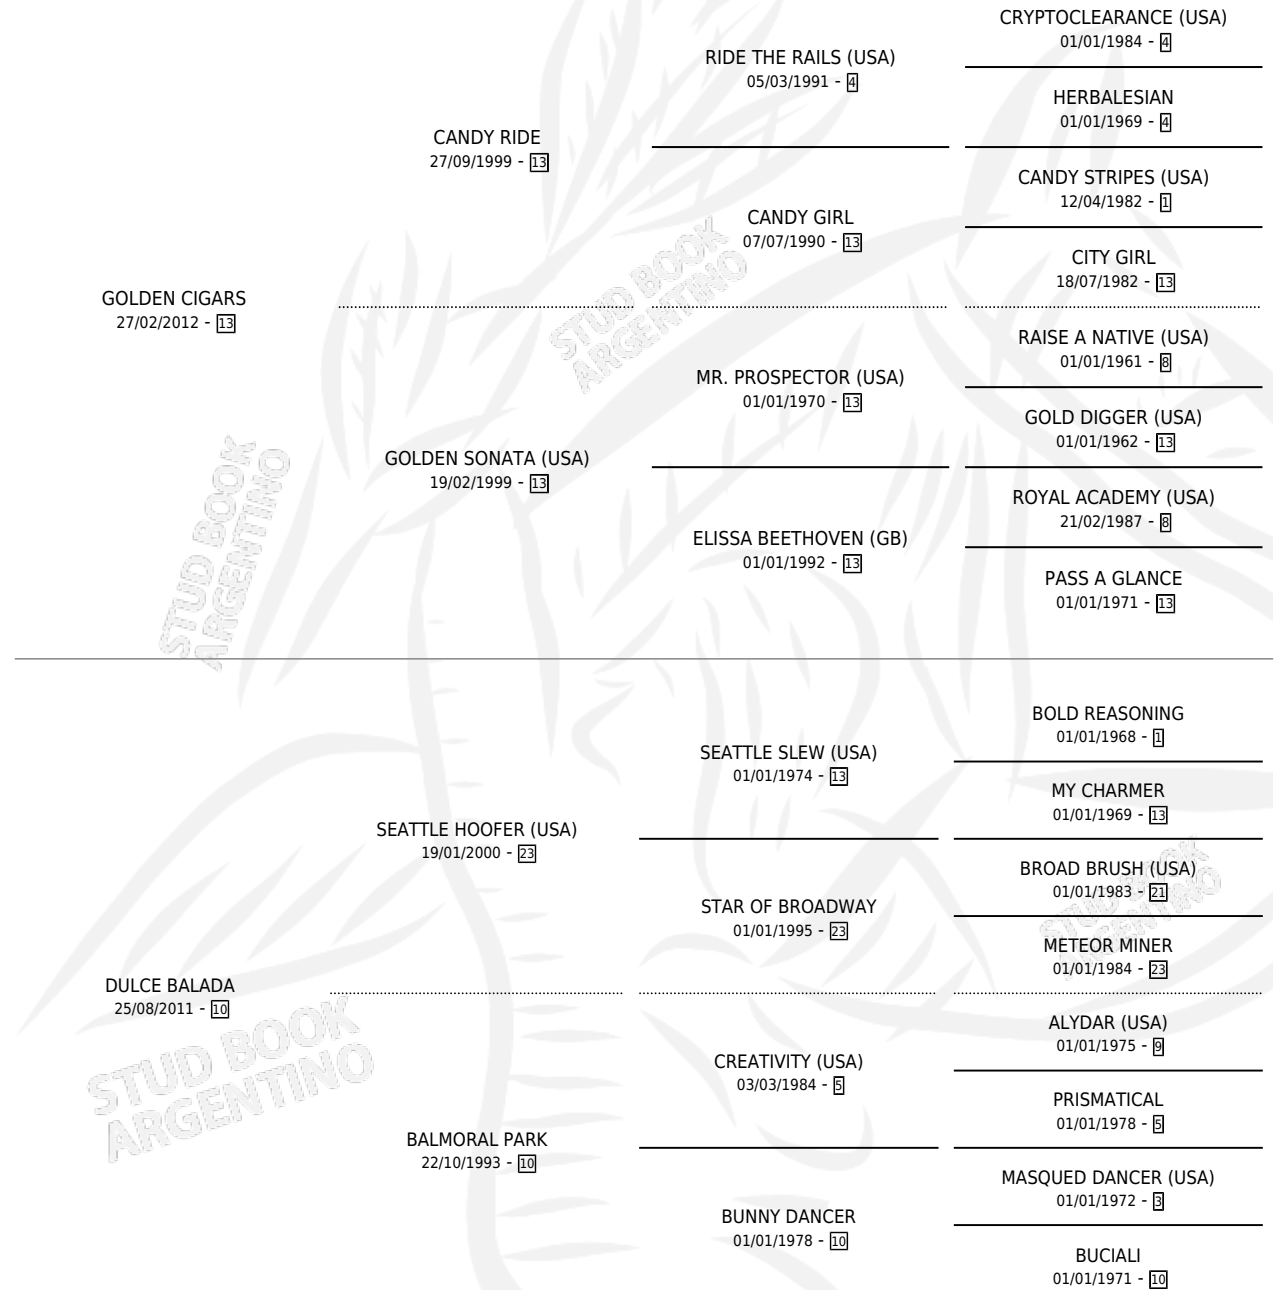 CRYPTOCLEARANCE (USA)
01/01/1984 - 4
RIDE THE RAILS (USA)
05/03/1991 - 4
HERBALESIAN
01/01/1969 - 4
CANDY RIDE
27/09/1999 - 13
CANDY STRIPES (USA)
12/04/1982 - 1
CANDY GIRL
07/07/1990 - 13
CITY GIRL
18/07/1982 - 13
GOLDEN CIGARS
27/02/2012 - 13
RAISE A NATIVE (USA)
01/01/1961 - 8
MR. PROSPECTOR (USA)
01/01/1970 - 13
GOLD DIGGER (USA)
01/01/1962 - 13
GOLDEN SONATA (USA)
19/02/1999 - 13
ROYAL ACADEMY (USA)
21/02/1987 - 8
ELISSA BEETHOVEN (GB)
01/01/1992 - 13
PASS A GLANCE
01/01/1971 - 13
STUD BOOK
ARGENTINO
STUD BOOK
ARGENTINO
BOLD REASONING
01/01/1968 - 1
SEATTLE SLEW (USA)
01/01/1974 - 13
MY CHARMER
01/01/1969 - 13
SEATTLE HOOFER (USA)
19/01/2000 - 23
BROAD BRUSH (USA)
01/01/1983 - 21
STAR OF BROADWAY
01/01/1995 - 23
METEOR MINER
01/01/1984 - 23
DULCE BALADA
25/08/2011 - 10
ALYDAR (USA)
01/01/1975 - 9
CREATIVITY (USA)
03/03/1984 - 5
PRISMATICAL
01/01/1978 - 5
BALMORAL PARK
22/10/1993 - 10
MASQUED DANCER (USA)
01/01/1972 - 3
BUNNY DANCER
01/01/1978 - 10
BUCIALI
01/01/1971 - 10
STUD BOOK
ARGENTINO
STUD BOOK
ARGENTINO